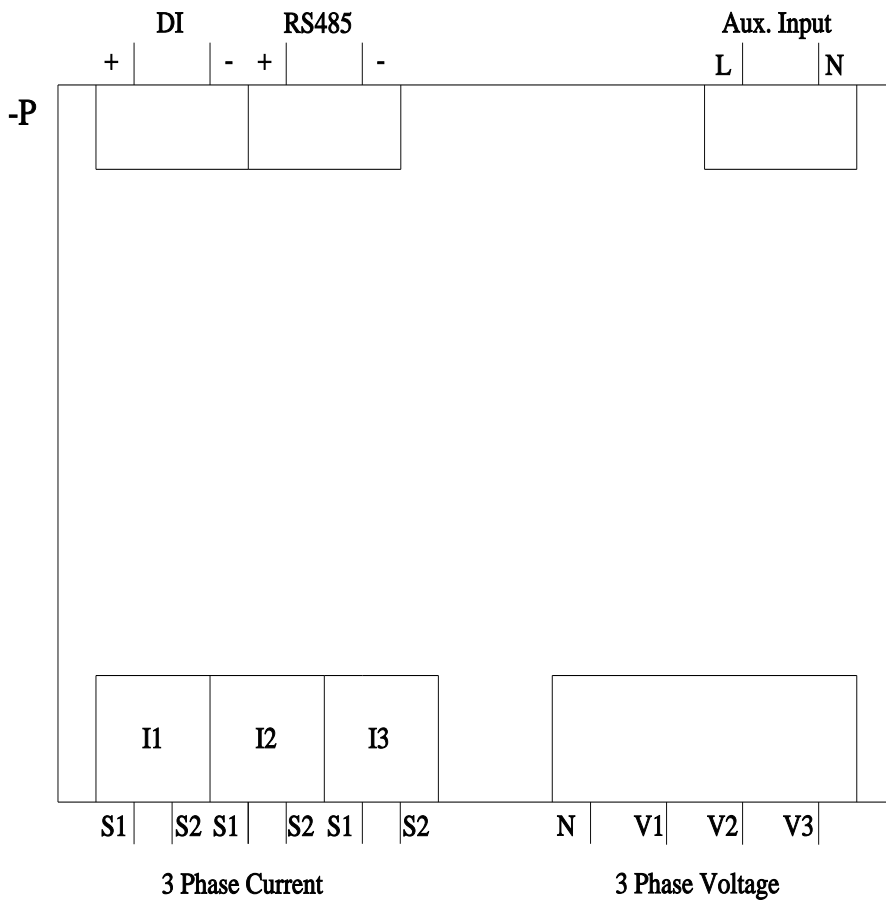 DI RS485 Aux. Input
+ - + - L N
-P
I1 I2 I3
S1 S2 S1 S2 S1 S2 N V1 V2 V3
3 Phase Current 3 Phase Voltage